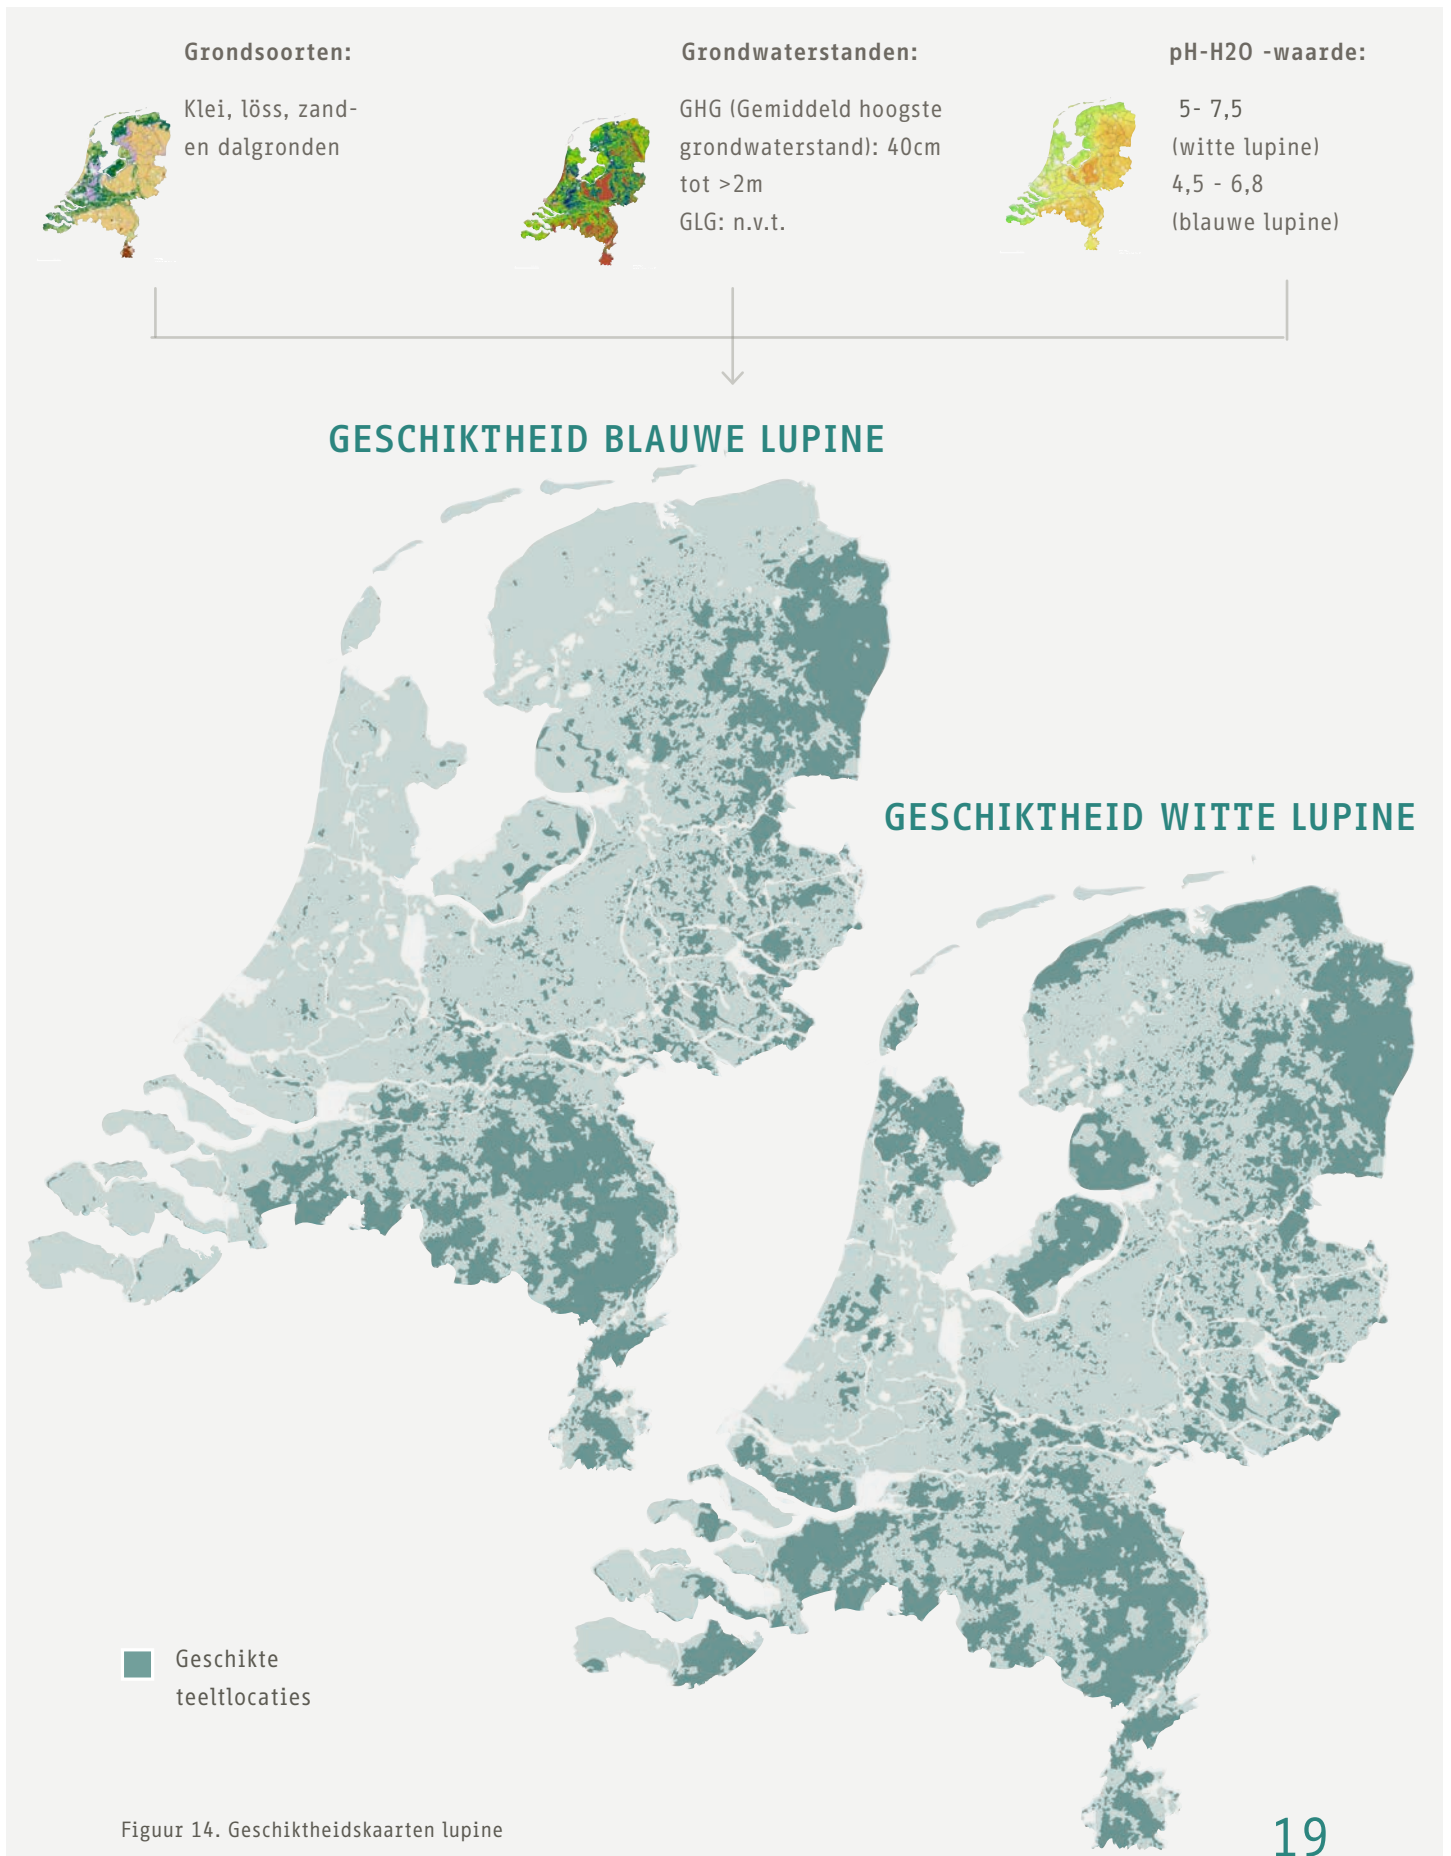 Grondsoorten:
Klei, löss, zand-
en dalgronden
Grondwaterstanden:
GHG (Gemiddeld hoogste
grondwaterstand): 40cm
tot >2m
GLG: n.v.t.
pH-H2O -waarde:
5- 7,5
(witte lupine)
4,5 - 6,8
(blauwe lupine)
GESCHIKTHEID BLAUWE LUPINE
GESCHIKTHEID WITTE LUPINE
Geschikte
teeltlocaties
Figuur 14. Geschiktheidskaarten lupine
19